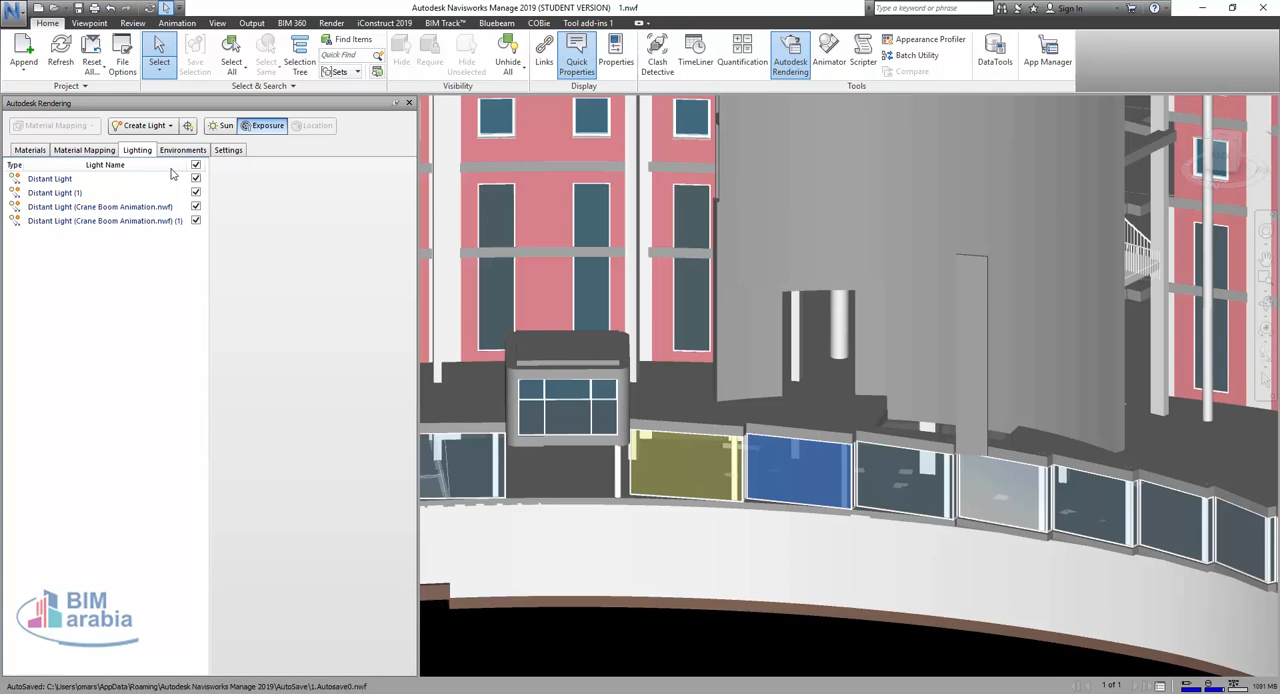 Autodesk Navisworks Manage 2019 (STUDENT VERSION) 1.nwf
Type a keyword or phrase
Sign In
Home Viewpoint Review Animation View Output BIM 360 Render iConstruct 2019 BIM Track™ Bluebeam COBie Tool add-ins 1
Append
Refresh
Reset All...
File Options
Select
Save Selection
Select All
Select Same
Selection Tree
Find Items
Quick Find
Sets
Hide
Require
Hide Unselected
Unhide All
Links
Quick Properties
Properties
Clash Detective
TimeLiner
Quantification
Autodesk Rendering
Animator
Scripter
Appearance Profiler
Batch Utility
Compare
DataTools
App Manager
Project Select & Search Visibility Display Tools
Autodesk Rendering
Material Mapping Create Light Sun Exposure Location
Materials Material Mapping Lighting Environments Settings
Type Light Name
Distant Light
Distant Light (1)
Distant Light (Crane Boom Animation.nwf)
Distant Light (Crane Boom Animation.nwf) (1)
BIM
arabia
AutoSaved: C:\Users\omars\AppData\Roaming\Autodesk Navisworks Manage 2019\AutoSave\1.Autosave0.nwf
1 of 1
1091 MB